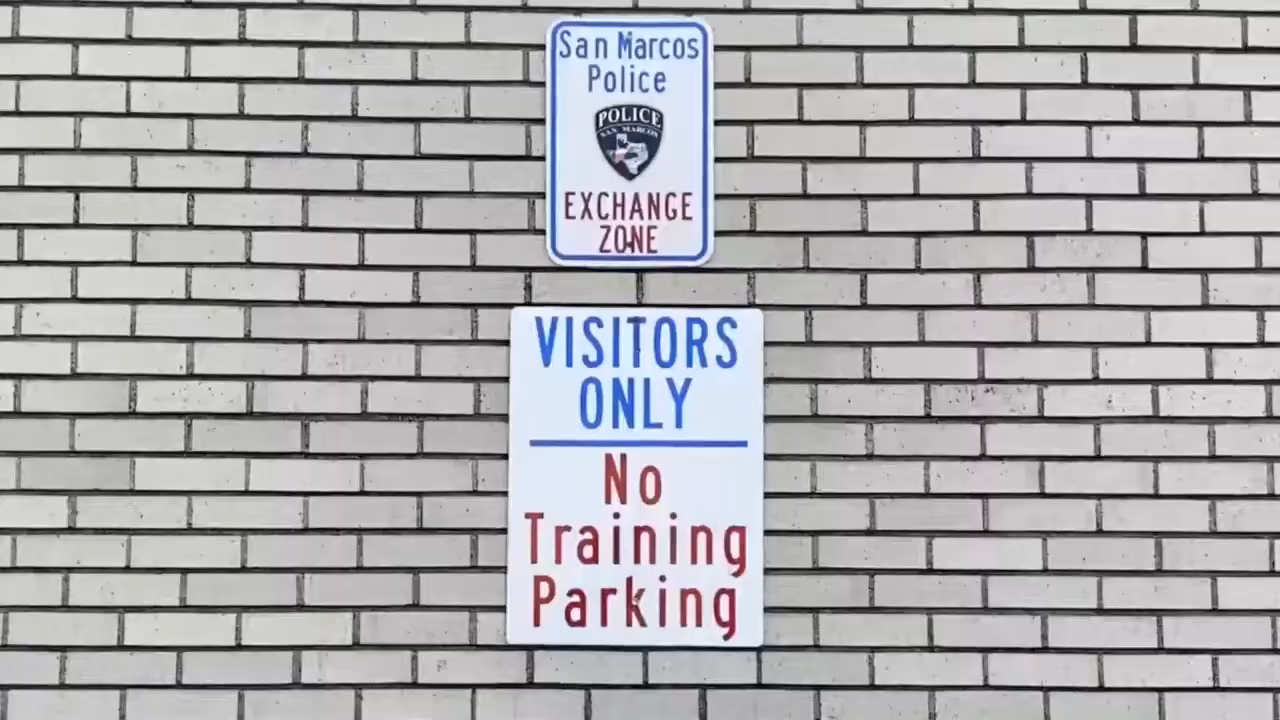 San Marcos
Police
POLICE
SAN MARCOS
EXCHANGE
ZONE
VISITORS
ONLY
No
Training
Parking